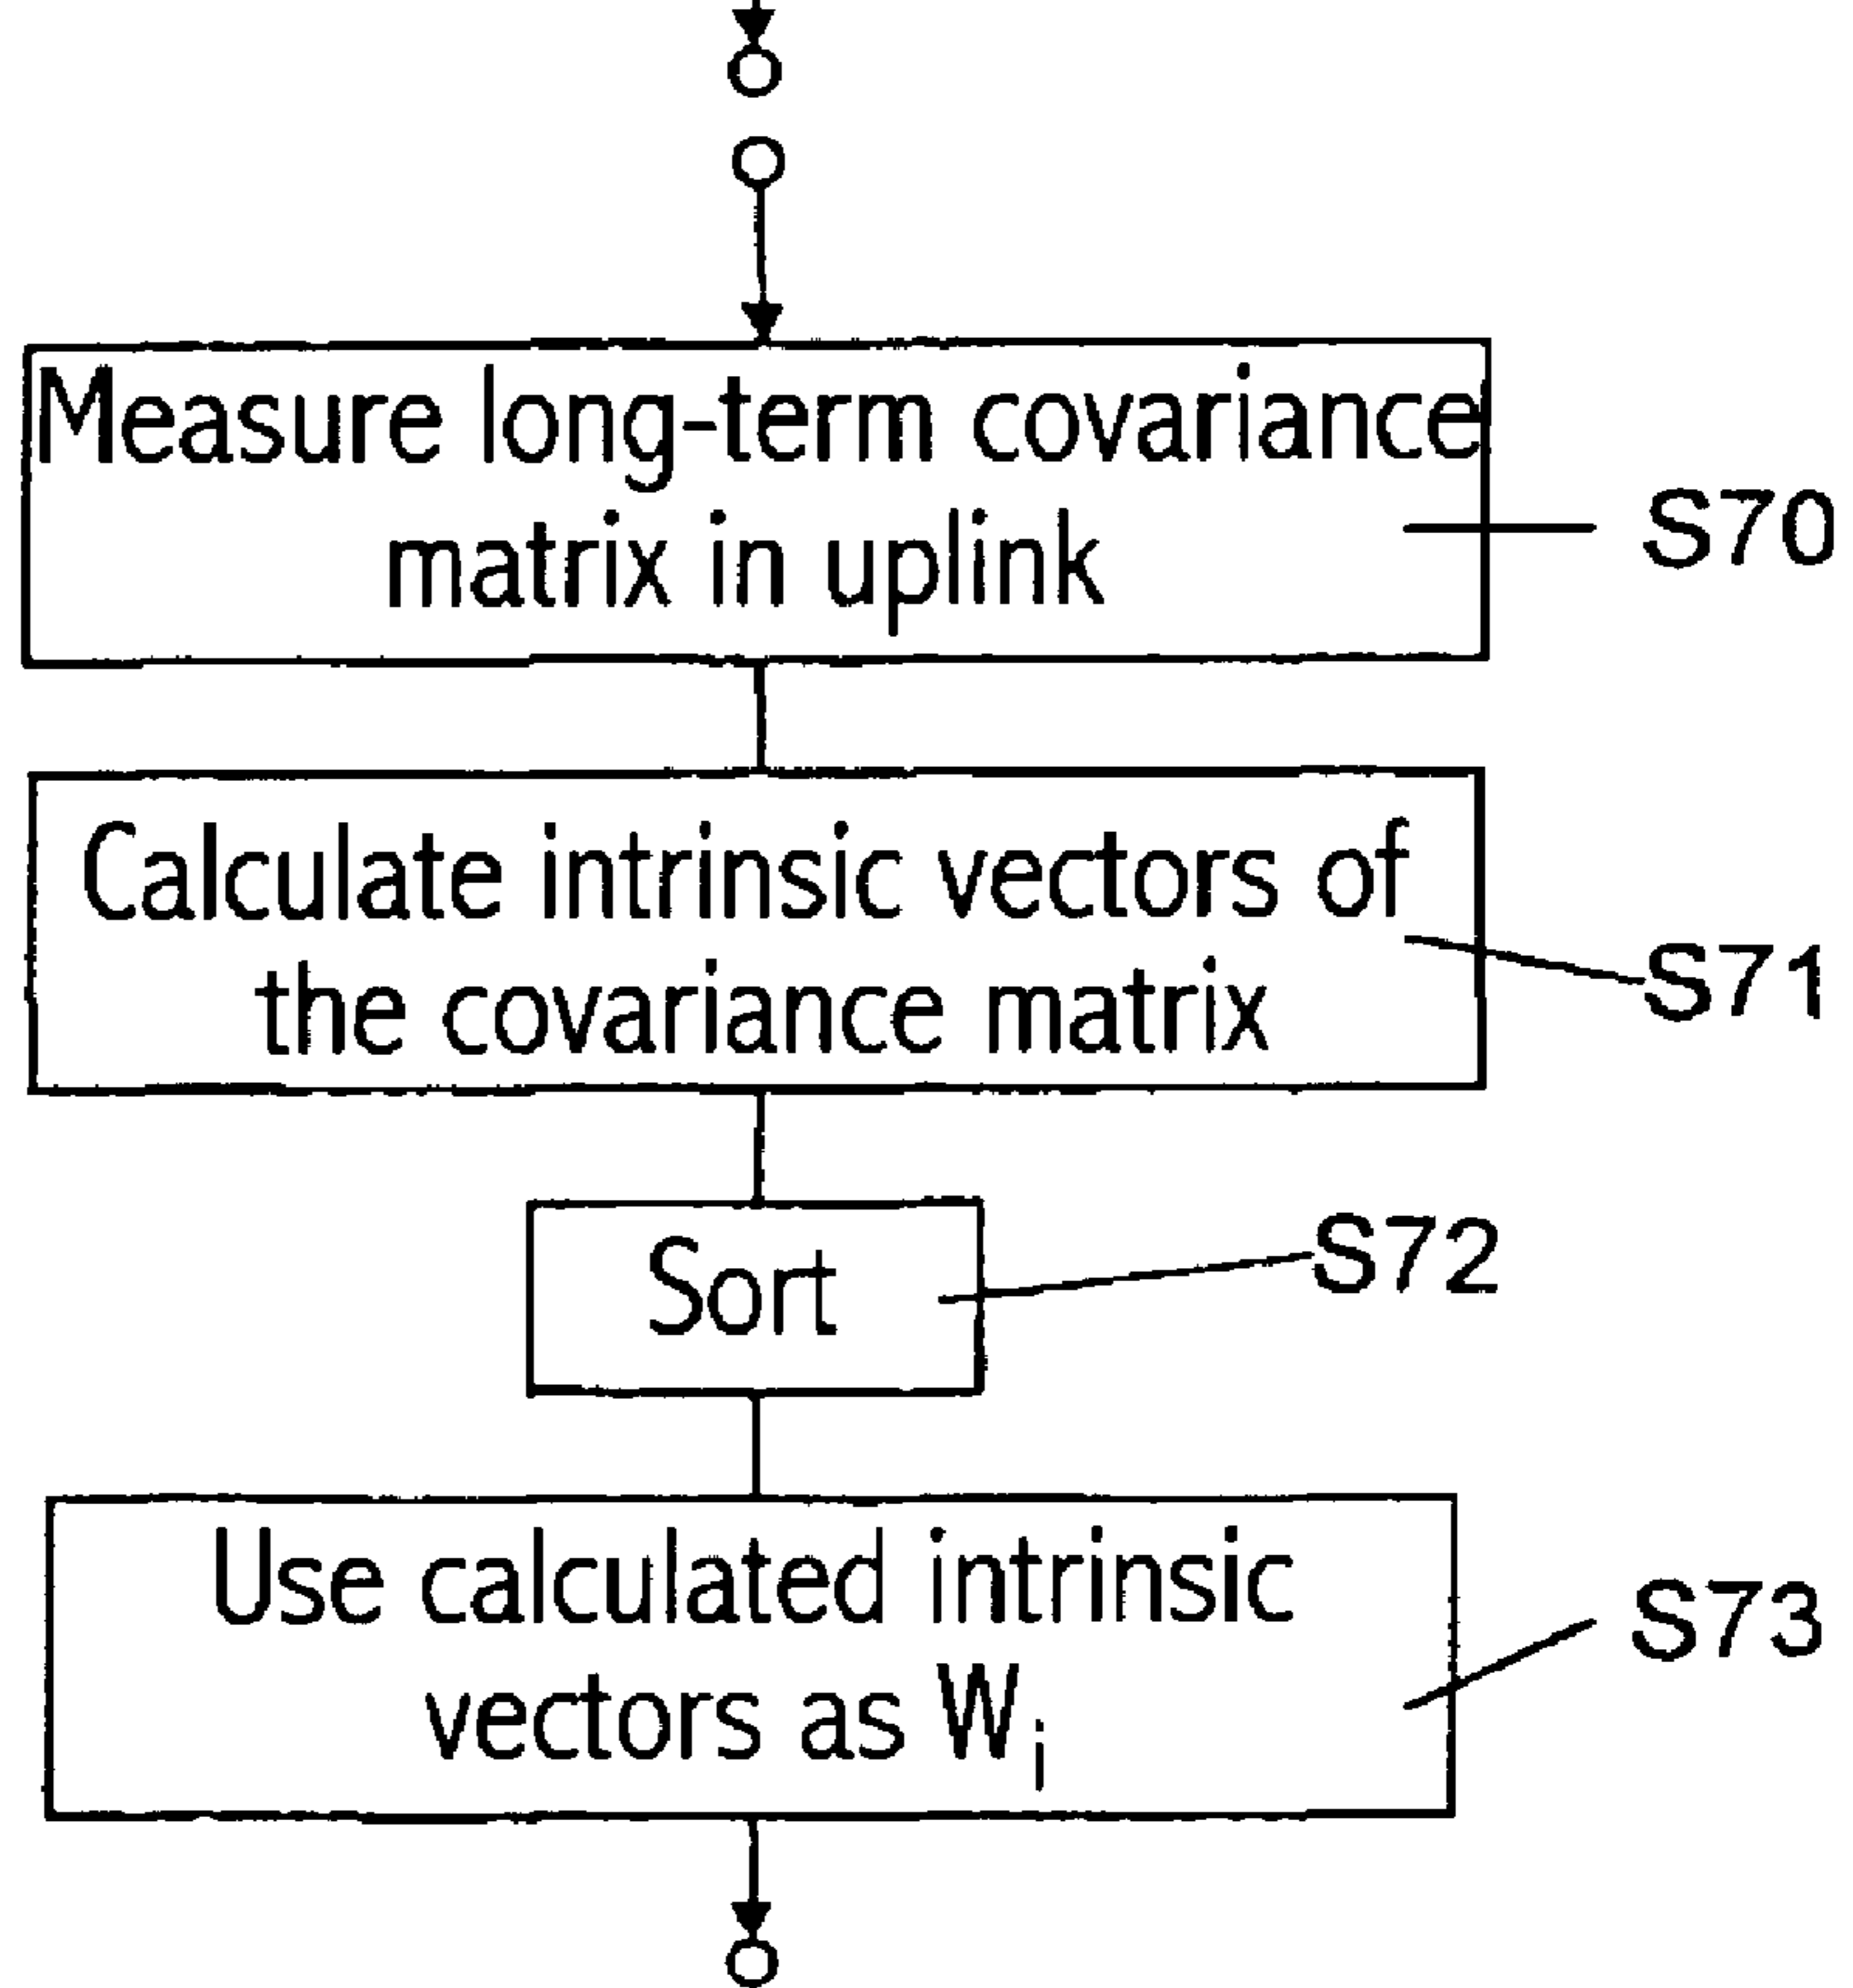 Measure long-term covariance
matrix in uplink
S70
Calculate intrinsic vectors of
the covariance matrix
S71
Sort
S72
Use calculated intrinsic
vectors as Wi
S73